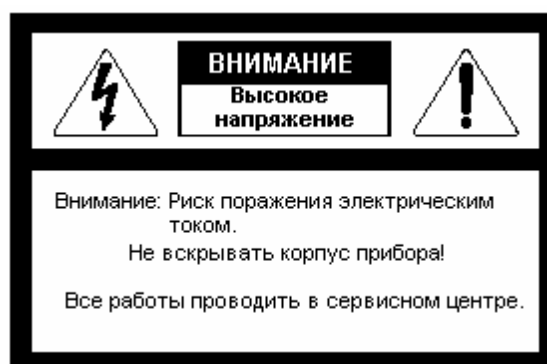 ВНИМАНИЕ
Высокое
напряжение
Внимание: Риск поражения электрическим
током.
Не вскрывать корпус прибора!
Все работы проводить в сервисном центре.